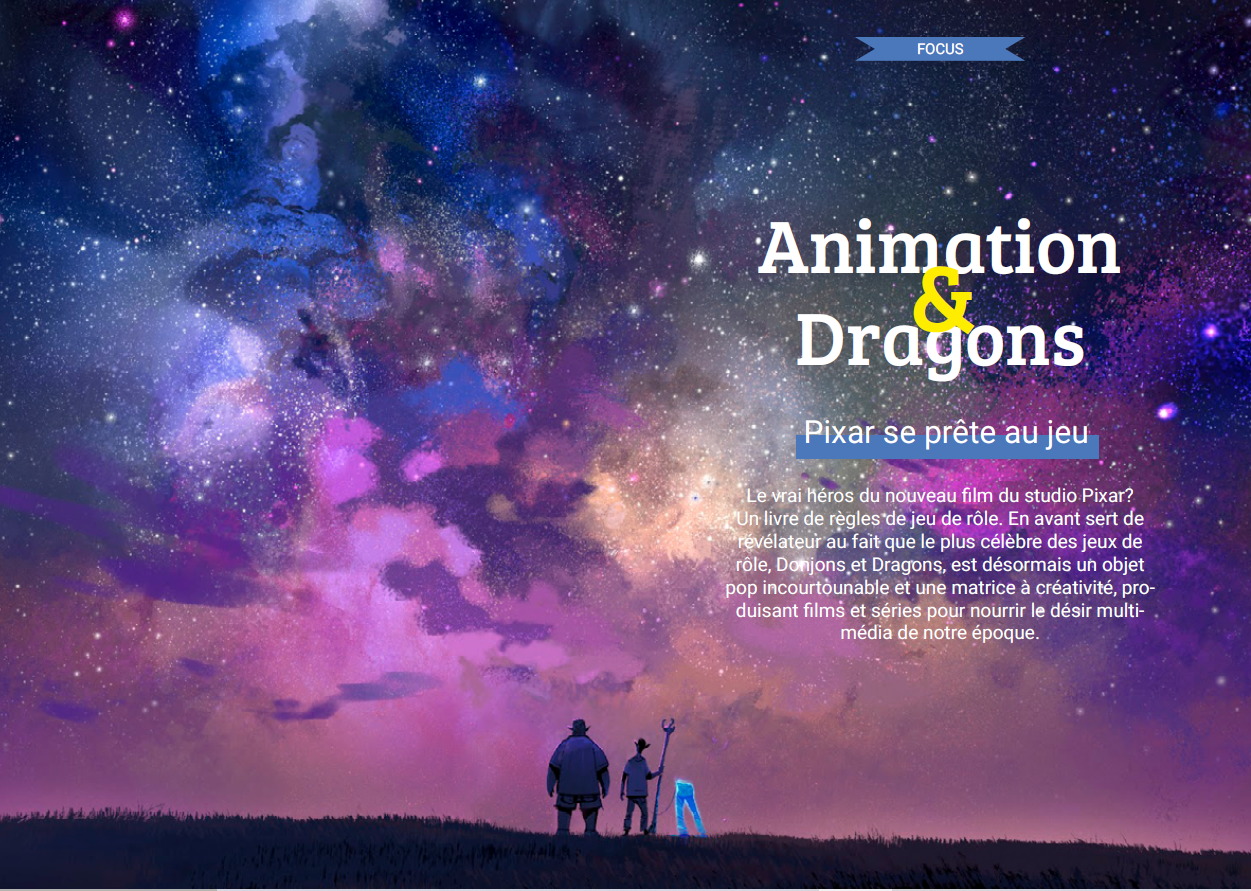 FOCUS
Animation
&
Dragons
Pixar se prête au jeu
Le vrai héros du nouveau film du studio Pixar?
Un livre de règles de jeu de rôle. En avant sert de
révélateur au fait que le plus célèbre des jeux de
rôle, Donjons et Dragons, est désormais un objet
pop incourtounable et une matrice à créativité, pro-
duisant films et séries pour nourrir le désir multi-
média de notre époque.